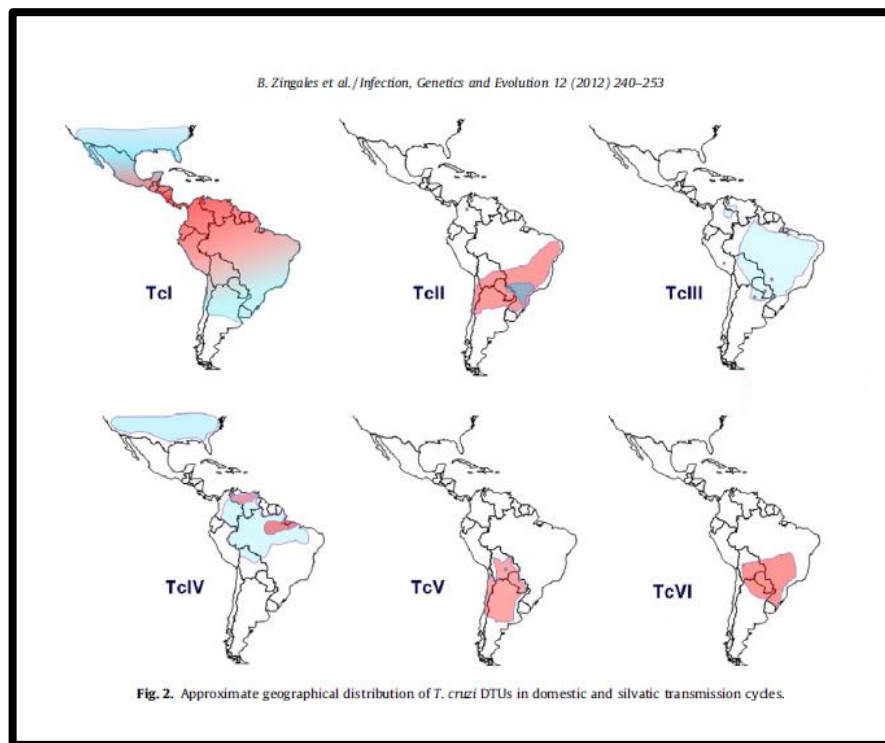 B. Zingales et al. / Infection, Genetics and Evolution 12 (2012) 240–253
TcI
TcII
TcIII
TcIV
TcV
TcVI
Fig. 2. Approximate geographical distribution of T. cruzi DTUs in domestic and silvatic transmission cycles.